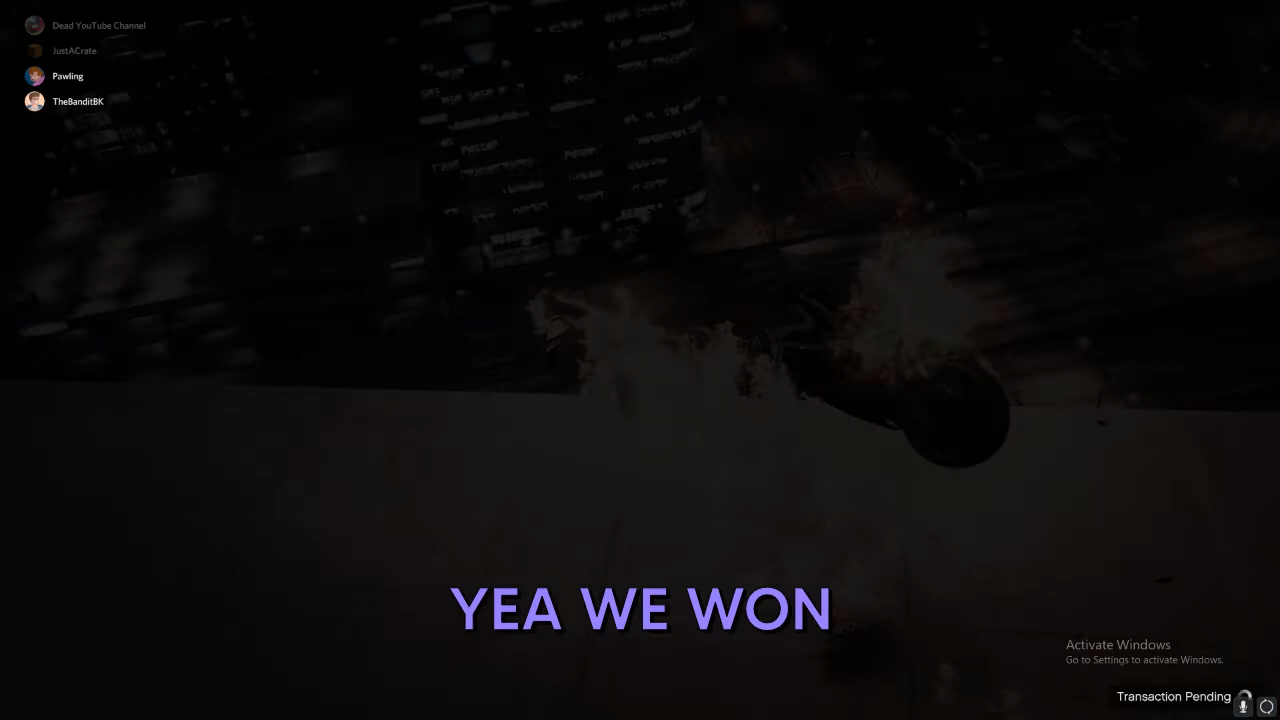 Dead YouTube Channel
JustACrate
Pawling
TheBanditBK
YEA WE WON
Activate Windows
Go to Settings to activate Windows.
Transaction Pending